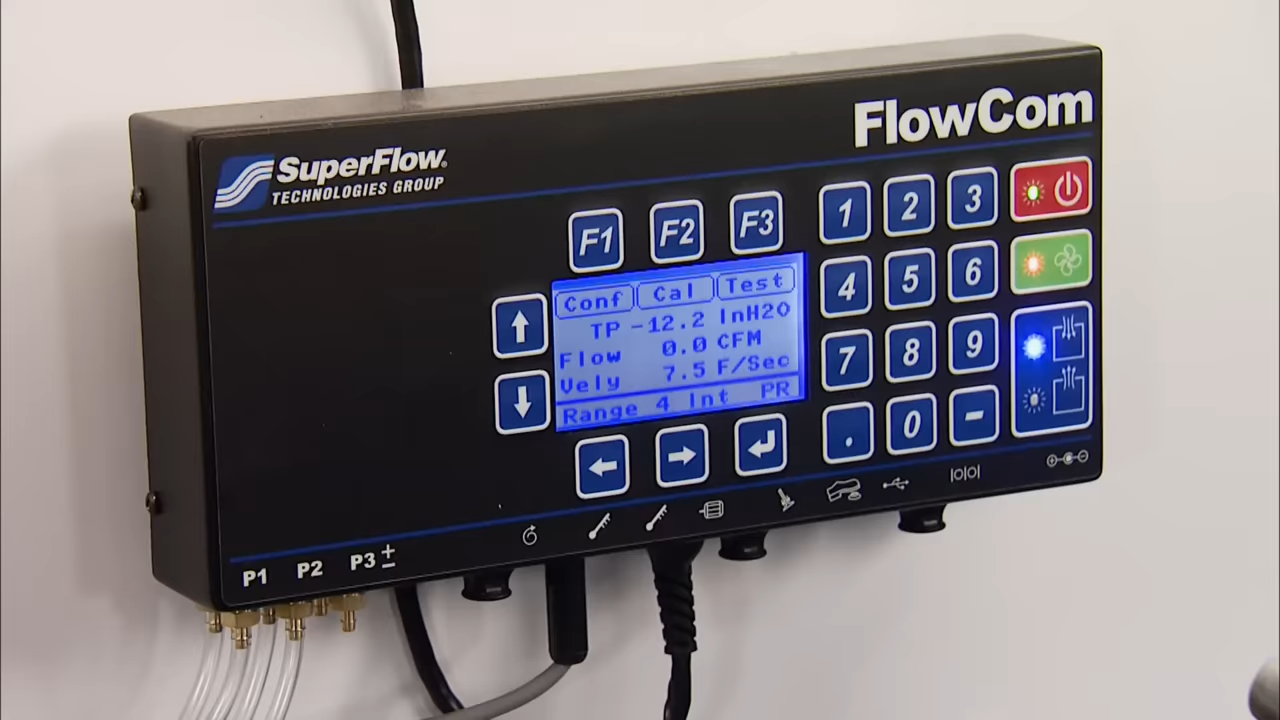 FlowCom
SuperFlow®
TECHNOLOGIES GROUP
F1 F2 F3
1 2 3
4 5 6
7 8 9
. 0 -
Conf Cal Test
TP -12.2 InH2O
Flow 0.0 CFM
Vely 7.5 F/Sec
Range 4 Int PR
|O|O|
P1 P2 P3 + -